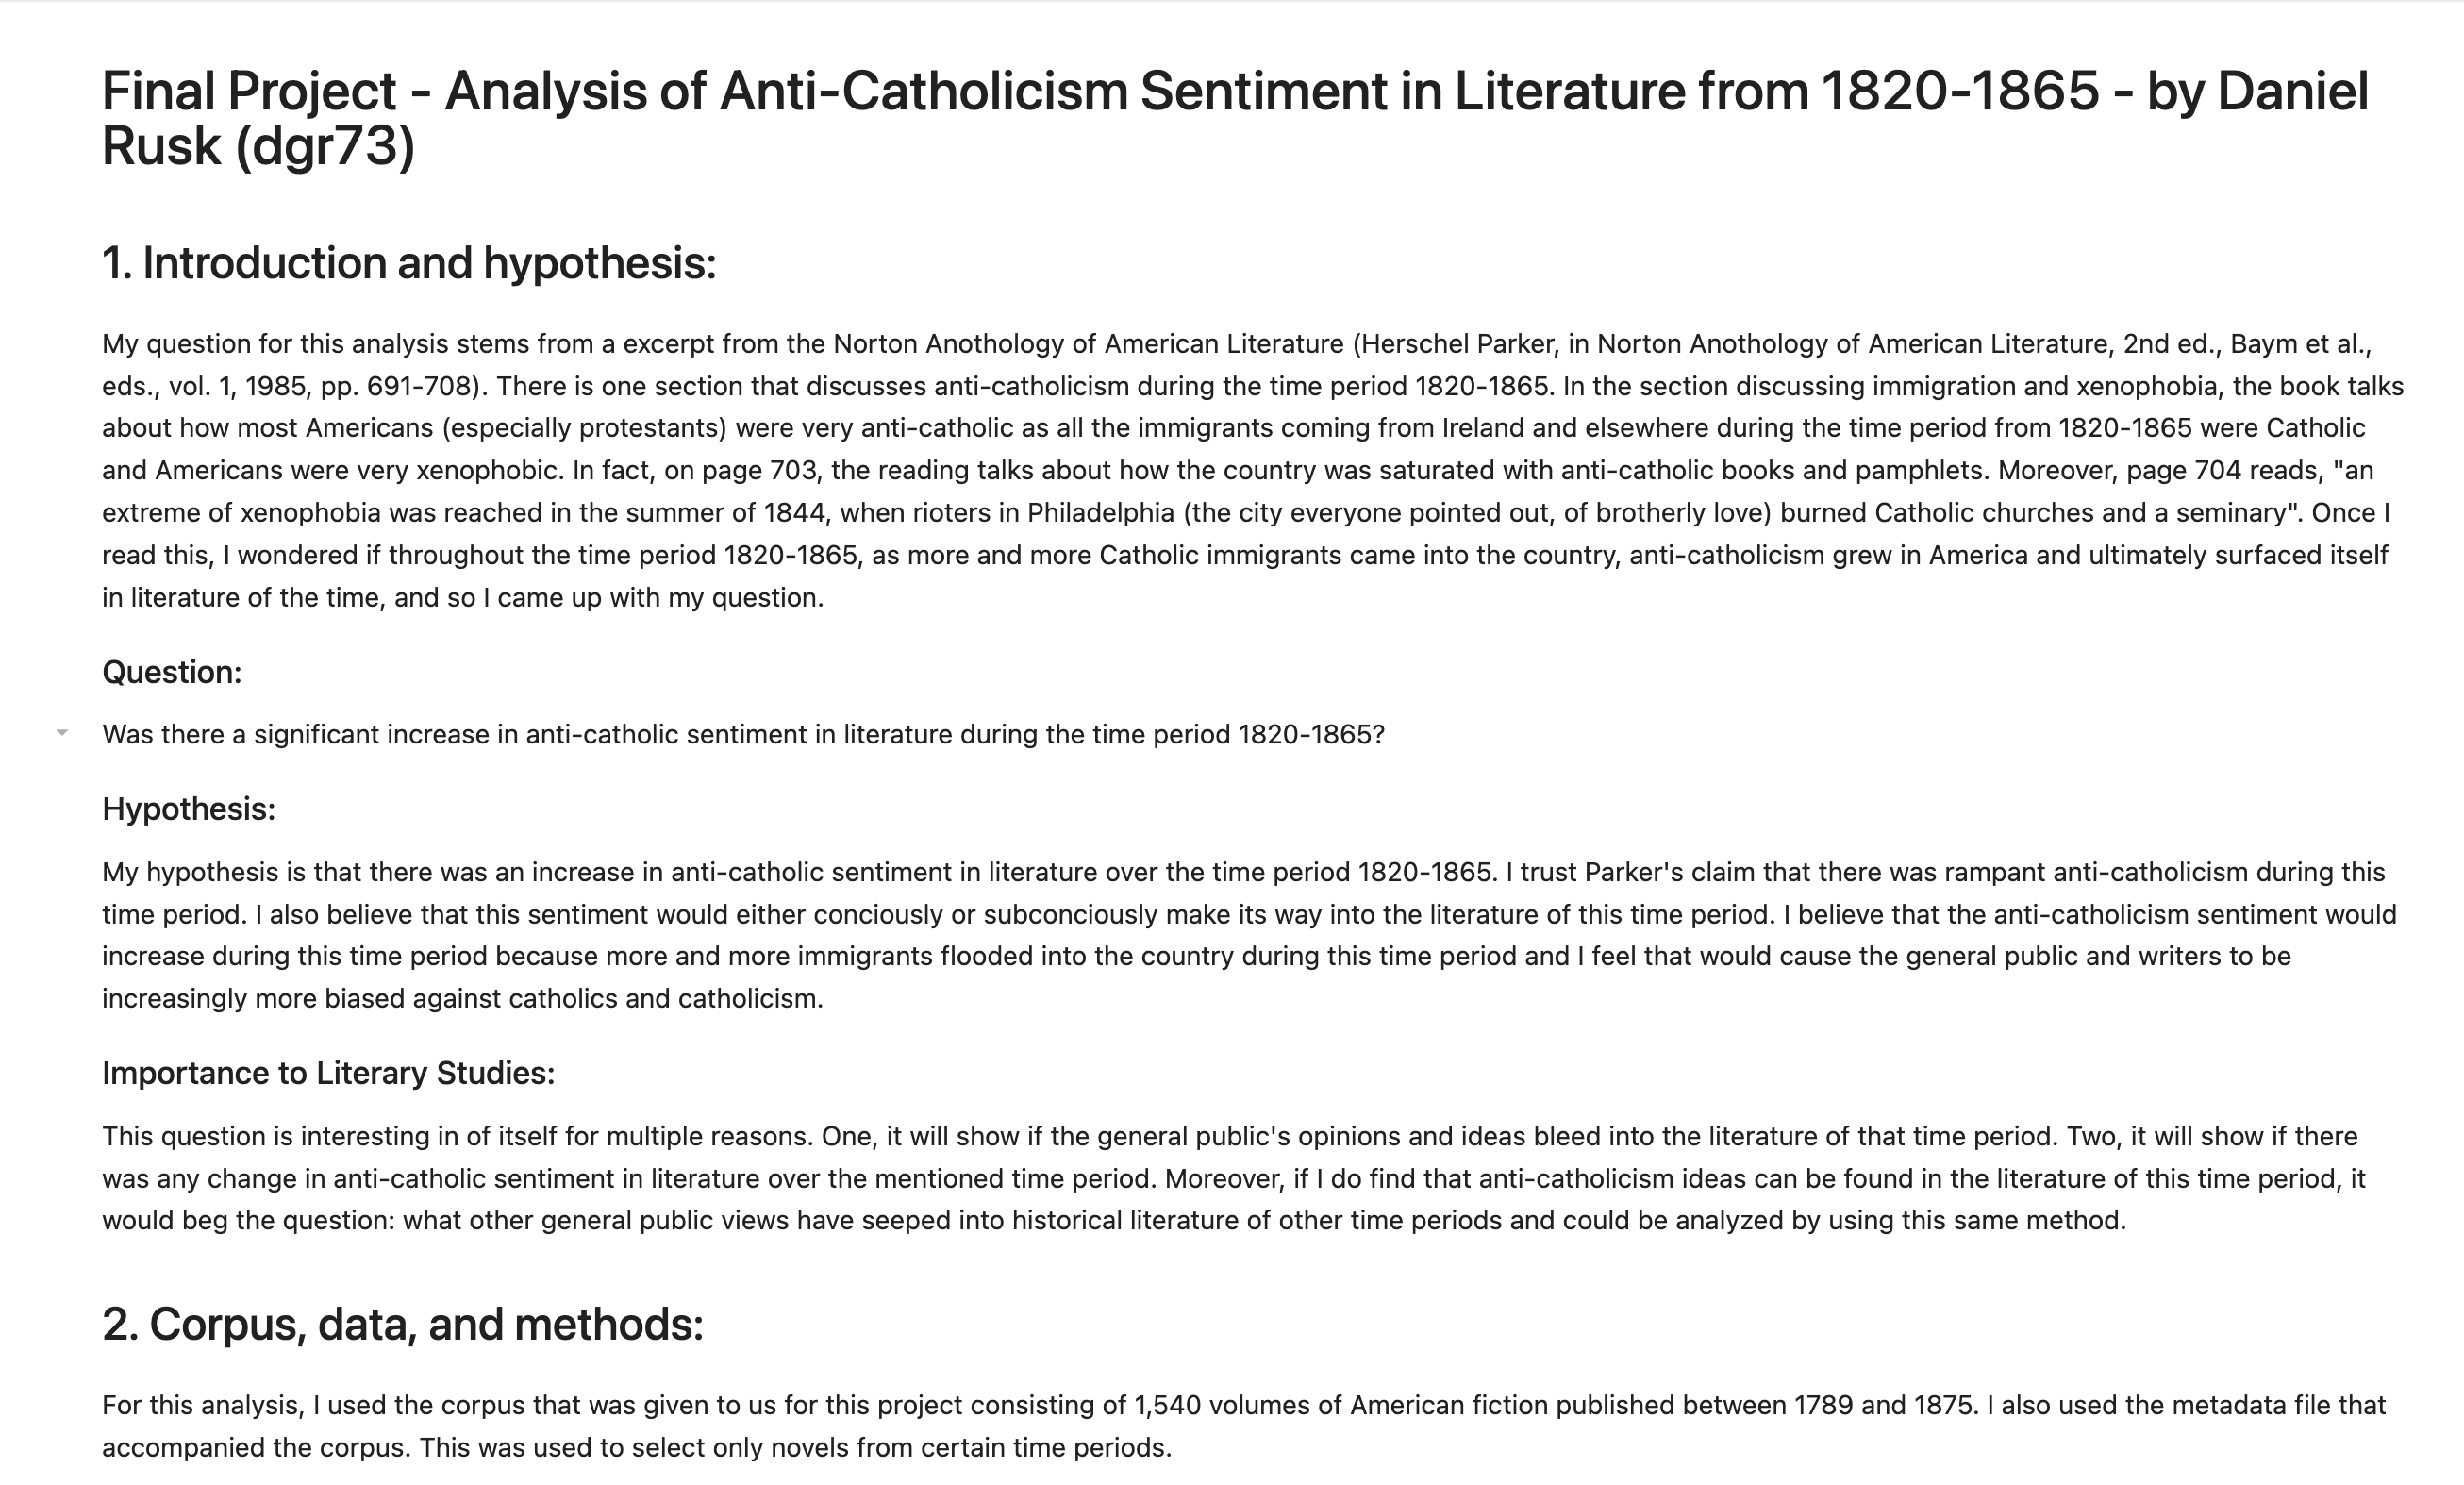 Final Project - Analysis of Anti-Catholicism Sentiment in Literature from 1820-1865 - by Daniel
Rusk (dgr73)
1. Introduction and hypothesis:
My question for this analysis stems from a excerpt from the Norton Anothology of American Literature (Herschel Parker, in Norton Anothology of American Literature, 2nd ed., Baym et al.,
eds., vol. 1, 1985, pp. 691-708). There is one section that discusses anti-catholicism during the time period 1820-1865. In the section discussing immigration and xenophobia, the book talks
about how most Americans (especially protestants) were very anti-catholic as all the immigrants coming from Ireland and elsewhere during the time period from 1820-1865 were Catholic
and Americans were very xenophobic. In fact, on page 703, the reading talks about how the country was saturated with anti-catholic books and pamphlets. Moreover, page 704 reads, "an
extreme of xenophobia was reached in the summer of 1844, when rioters in Philadelphia (the city everyone pointed out, of brotherly love) burned Catholic churches and a seminary". Once I
read this, I wondered if throughout the time period 1820-1865, as more and more Catholic immigrants came into the country, anti-catholicism grew in America and ultimately surfaced itself
in literature of the time, and so I came up with my question.
Question:
Was there a significant increase in anti-catholic sentiment in literature during the time period 1820-1865?
Hypothesis:
My hypothesis is that there was an increase in anti-catholic sentiment in literature over the time period 1820-1865. I trust Parker's claim that there was rampant anti-catholicism during this
time period. I also believe that this sentiment would either conciously or subconciously make its way into the literature of this time period. I believe that the anti-catholicism sentiment would
increase during this time period because more and more immigrants flooded into the country during this time period and I feel that would cause the general public and writers to be
increasingly more biased against catholics and catholicism.
Importance to Literary Studies:
This question is interesting in of itself for multiple reasons. One, it will show if the general public's opinions and ideas bleed into the literature of that time period. Two, it will show if there
was any change in anti-catholic sentiment in literature over the mentioned time period. Moreover, if I do find that anti-catholicism ideas can be found in the literature of this time period, it
would beg the question: what other general public views have seeped into historical literature of other time periods and could be analyzed by using this same method.
2. Corpus, data, and methods:
For this analysis, I used the corpus that was given to us for this project consisting of 1,540 volumes of American fiction published between 1789 and 1875. I also used the metadata file that
accompanied the corpus. This was used to select only novels from certain time periods.